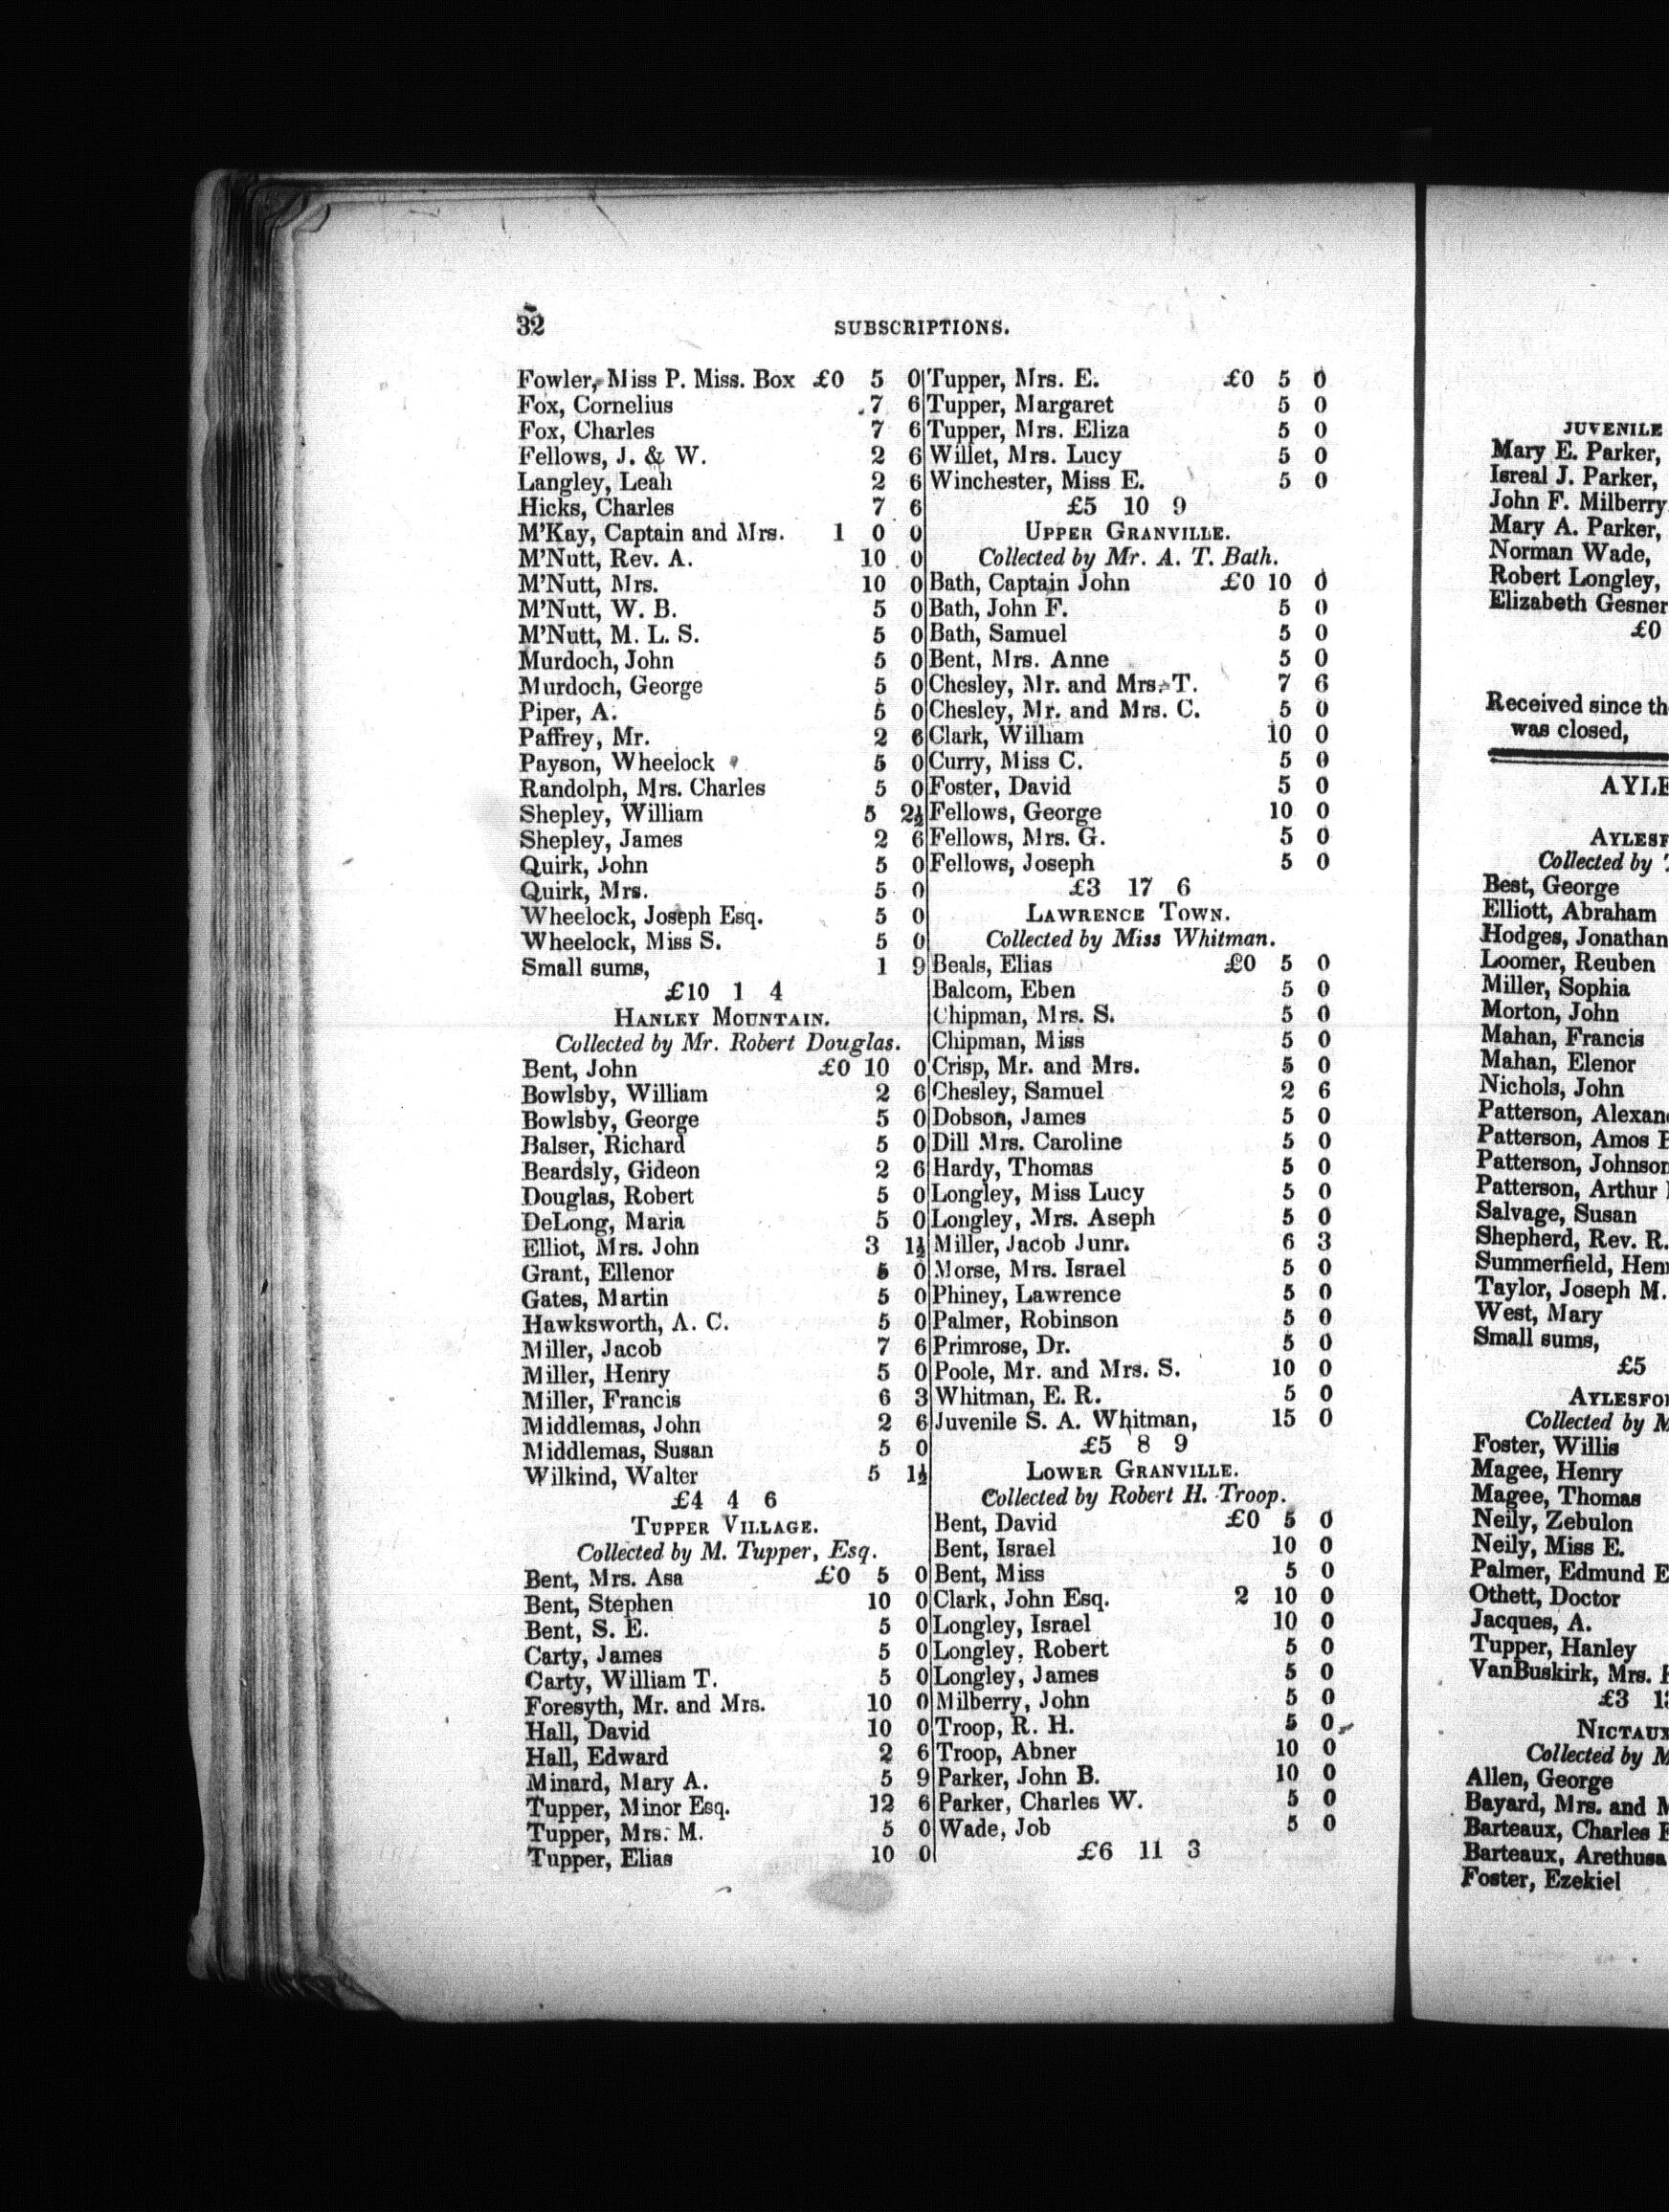 32
SUBSCRIPTIONS.
Fowler, Miss P. Miss. Box £0 5 0
Fox, Cornelius 7 6
Fox, Charles 7 6
Fellows, J. & W. 2 6
Langley, Leah 2 6
Hicks, Charles 7 6
M'Kay, Captain and Mrs. 1 0 0
M'Nutt, Rev. A. 10 0
M'Nutt, Mrs. 10 0
M'Nutt, W. B. 5 0
M'Nutt, M. L. S. 5 0
Murdoch, John 5 0
Murdoch, George 5 0
Piper, A. 5 0
Paffrey, Mr. 2 6
Payson, Wheelock 5 0
Randolph, Mrs. Charles 5 0
Shepley, William 5 2½
Shepley, James 2 6
Quirk, John 5 0
Quirk, Mrs. 5 0
Wheelock, Joseph Esq. 5 0
Wheelock, Miss S. 5 0
Small sums, 1 9
£10 1 4
HANLEY MOUNTAIN.
Collected by Mr. Robert Douglas.
Bent, John £0 10 0
Bowlsby, William 2 6
Bowlsby, George 5 0
Balser, Richard 5 0
Beardsly, Gideon 2 6
Douglas, Robert 5 0
DeLong, Maria 5 0
Elliot, Mrs. John 3 1½
Grant, Ellenor 5 0
Gates, Martin 5 0
Hawksworth, A. C. 5 0
Miller, Jacob 7 6
Miller, Henry 5 0
Miller, Francis 6 3
Middlemas, John 2 6
Middlemas, Susan 5 0
Wilkind, Walter 5 1½
£4 4 6
TUPPER VILLAGE.
Collected by M. Tupper, Esq.
Bent, Mrs. Asa £0 5 0
Bent, Stephen 10 0
Bent, S. E. 5 0
Carty, James 5 0
Carty, William T. 5 0
Foresyth, Mr. and Mrs. 10 0
Hall, David 10 0
Hall, Edward 2 6
Minard, Mary A. 5 9
Tupper, Minor Esq. 12 6
Tupper, Mrs. M. 5 0
Tupper, Elias 10 0
Tupper, Mrs. E. £0 5 0
Tupper, Margaret 5 0
Tupper, Mrs. Eliza 5 0
Willet, Mrs. Lucy 5 0
Winchester, Miss E. 5 0
£5 10 9
UPPER GRANVILLE.
Collected by Mr. A. T. Bath.
Bath, Captain John £0 10 0
Bath, John F. 5 0
Bath, Samuel 5 0
Bent, Mrs. Anne 5 0
Chesley, Mr. and Mrs. T. 7 6
Chesley, Mr. and Mrs. C. 5 0
Clark, William 10 0
Curry, Miss C. 5 0
Foster, David 5 0
Fellows, George 10 0
Fellows, Mrs. G. 5 0
Fellows, Joseph 5 0
£3 17 6
LAWRENCE TOWN.
Collected by Miss Whitman.
Beals, Elias £0 5 0
Balcom, Eben 5 0
Chipman, Mrs. S. 5 0
Chipman, Miss 5 0
Crisp, Mr. and Mrs. 5 0
Chesley, Samuel 2 6
Dobson, James 5 0
Dill Mrs. Caroline 5 0
Hardy, Thomas 5 0
Longley, Miss Lucy 5 0
Longley, Mrs. Aseph 5 0
Miller, Jacob Junr. 6 3
Morse, Mrs. Israel 5 0
Phiney, Lawrence 5 0
Palmer, Robinson 5 0
Primrose, Dr. 5 0
Poole, Mr. and Mrs. S. 10 0
Whitman, E. R. 5 0
Juvenile S. A. Whitman, 15 0
£5 8 9
LOWER GRANVILLE.
Collected by Robert H. Troop.
Bent, David £0 5 0
Bent, Israel 10 0
Bent, Miss 5 0
Clark, John Esq. 2 10 0
Longley, Israel 10 0
Longley, Robert 5 0
Longley, James 5 0
Milberry, John 5 0
Troop, R. H. 5 0
Troop, Abner 10 0
Parker, John B. 10 0
Parker, Charles W. 5 0
Wade, Job 5 0
£6 11 3
JUVENILE
Mary E. Parker,
Isreal J. Parker,
John F. Milberry
Mary A. Parker,
Norman Wade,
Robert Longley,
Elizabeth Gesner
£0
Received since th
was closed,
AYLE
AYLESF
Collected by
Best, George
Elliott, Abraham
Hodges, Jonathan
Loomer, Reuben
Miller, Sophia
Morton, John
Mahan, Francis
Mahan, Elenor
Nichols, John
Patterson, Alexan
Patterson, Amos
Patterson, Johnson
Patterson, Arthur
Salvage, Susan
Shepherd, Rev. R.
Summerfield, Hen
Taylor, Joseph M.
West, Mary
Small sums,
£5
AYLESFO
Collected by M
Foster, Willis
Magee, Henry
Magee, Thomas
Neily, Zebulon
Neily, Miss E.
Palmer, Edmund E
Othett, Doctor
Jacques, A.
Tupper, Hanley
VanBuskirk, Mrs.
£3 1
NICTAUX
Collected by M
Allen, George
Bayard, Mrs. and M
Barteaux, Charles
Barteaux, Arethusa
Foster, Ezekiel